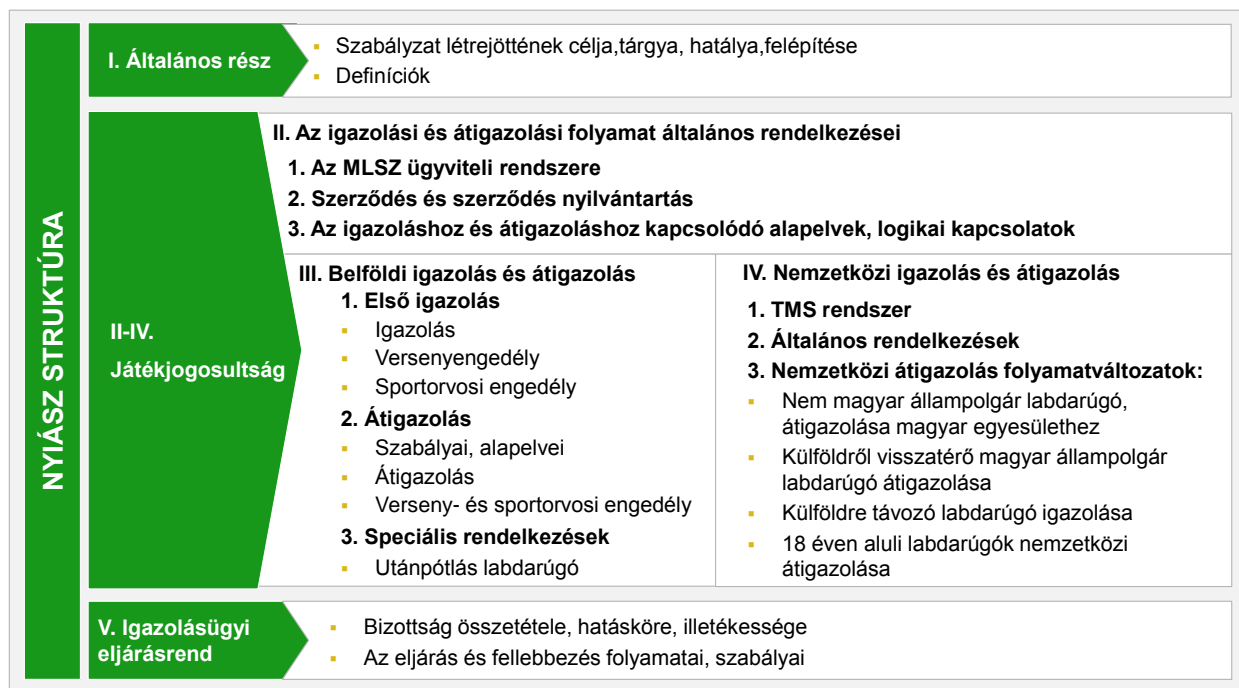 NYIÁSZ STRUKTÚRA
I. Általános rész
▪ Szabályzat létrejöttének célja,tárgya, hatálya,felépítése
▪ Definíciók
II-IV.
Játékjogosultság
II. Az igazolási és átigazolási folyamat általános rendelkezései
1. Az MLSZ ügyviteli rendszere
2. Szerződés és szerződés nyilvántartás
3. Az igazoláshoz és átigazoláshoz kapcsolódó alapelvek, logikai kapcsolatok
III. Belföldi igazolás és átigazolás
1. Első igazolás
▪ Igazolás
▪ Versenyengedély
▪ Sportorvosi engedély
2. Átigazolás
▪ Szabályai, alapelvei
▪ Átigazolás
▪ Verseny- és sportorvosi engedély
3. Speciális rendelkezések
▪ Utánpótlás labdarúgó
IV. Nemzetközi igazolás és átigazolás
1. TMS rendszer
2. Általános rendelkezések
3. Nemzetközi átigazolás folyamatváltozatok:
▪ Nem magyar állampolgár labdarúgó,
átigazolása magyar egyesülethez
▪ Külföldről visszatérő magyar állampolgár
labdarúgó átigazolása
▪ Külföldre távozó labdarúgó igazolása
▪ 18 éven aluli labdarúgók nemzetközi
átigazolása
V. Igazolásügyi
eljárásrend
▪ Bizottság összetétele, hatásköre, illetékessége
▪ Az eljárás és fellebbezés folyamatai, szabályai